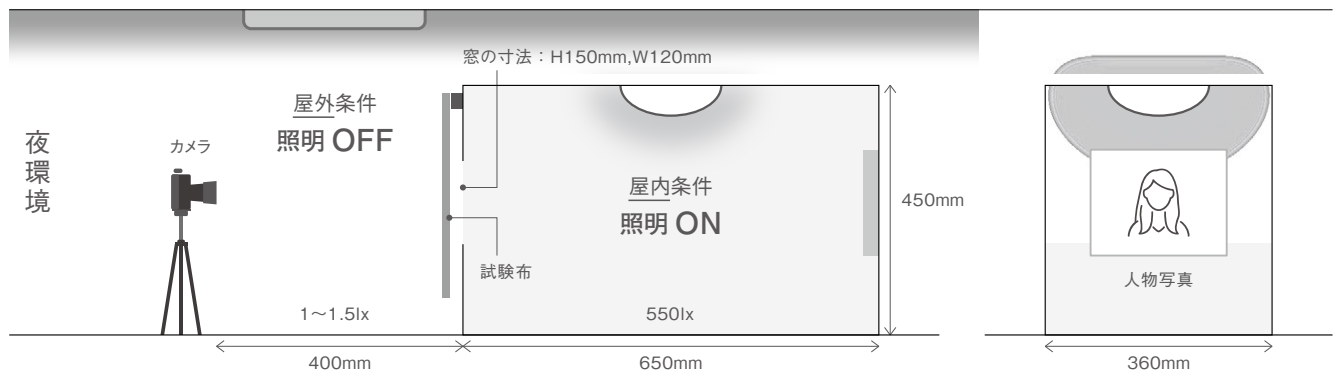 窓の寸法：H150mm,W120mm
屋外条件
照明 OFF
夜環境
カメラ
屋内条件
照明 ON
450mm
試験布
人物写真
1〜1.5lx
550lx
400mm
650mm
360mm